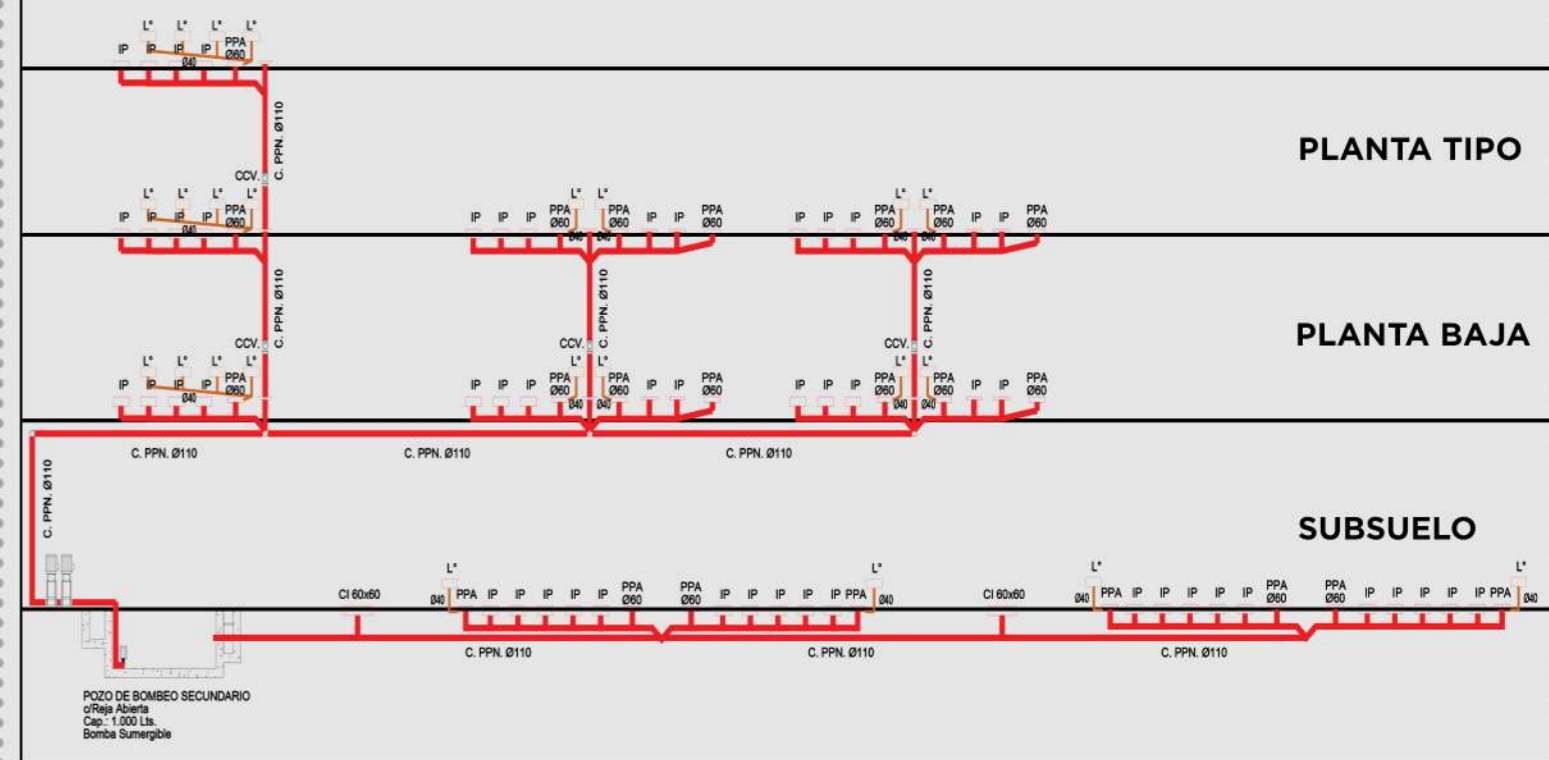 L° L° L° L°
IP IP IP IP PPA Ø60
Ø40
C. PPN. Ø110
PLANTA TIPO
CCV.
L° L° L° L° L° L° L° L°
IP IP IP IP PPA Ø60 IP IP IP PPA Ø60 PPA Ø60 IP IP PPA Ø60 IP IP IP PPA Ø60 PPA Ø60 IP IP PPA Ø60
Ø40 Ø40 Ø40 Ø40 Ø40
C. PPN. Ø110 C. PPN. Ø110 C. PPN. Ø110
PLANTA BAJA
CCV. CCV. CCV.
L° L° L° L° L° L° L° L°
IP IP IP IP PPA Ø60 IP IP IP PPA Ø60 PPA Ø60 IP IP PPA Ø60 IP IP IP PPA Ø60 PPA Ø60 IP IP PPA Ø60
Ø40 Ø40 Ø40 Ø40 Ø40
C. PPN. Ø110 C. PPN. Ø110 C. PPN. Ø110
C. PPN. Ø110
SUBSUELO
L° L° L° L°
CI 60x60 Ø40 PPA IP IP IP IP IP PPA Ø60 PPA Ø60 IP IP IP IP IP PPA Ø40 CI 60x60 Ø40 PPA IP IP IP IP IP PPA Ø60 PPA Ø60 IP IP IP IP IP PPA Ø40
C. PPN. Ø110 C. PPN. Ø110 C. PPN. Ø110
POZO DE BOMBEO SECUNDARIO
c/Reja Abierta
Cap.: 1.000 Lts.
Bomba Sumergible